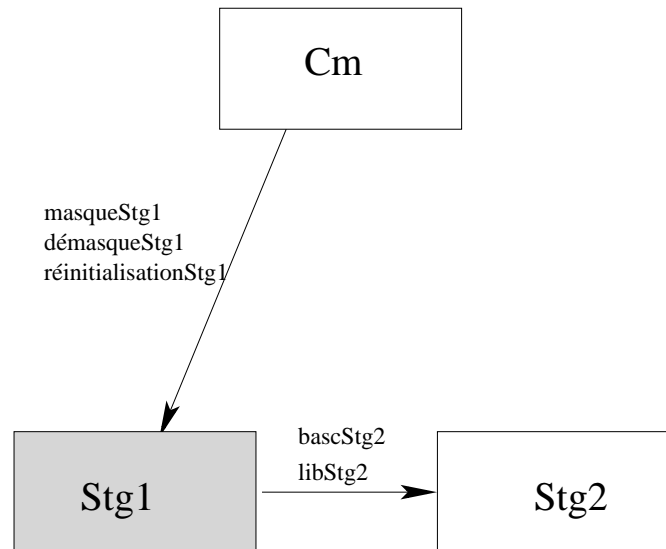 Cm
masqueStg1
démasqueStg1
réinitialisationStg1
bascStg2
libStg2
Stg1
Stg2